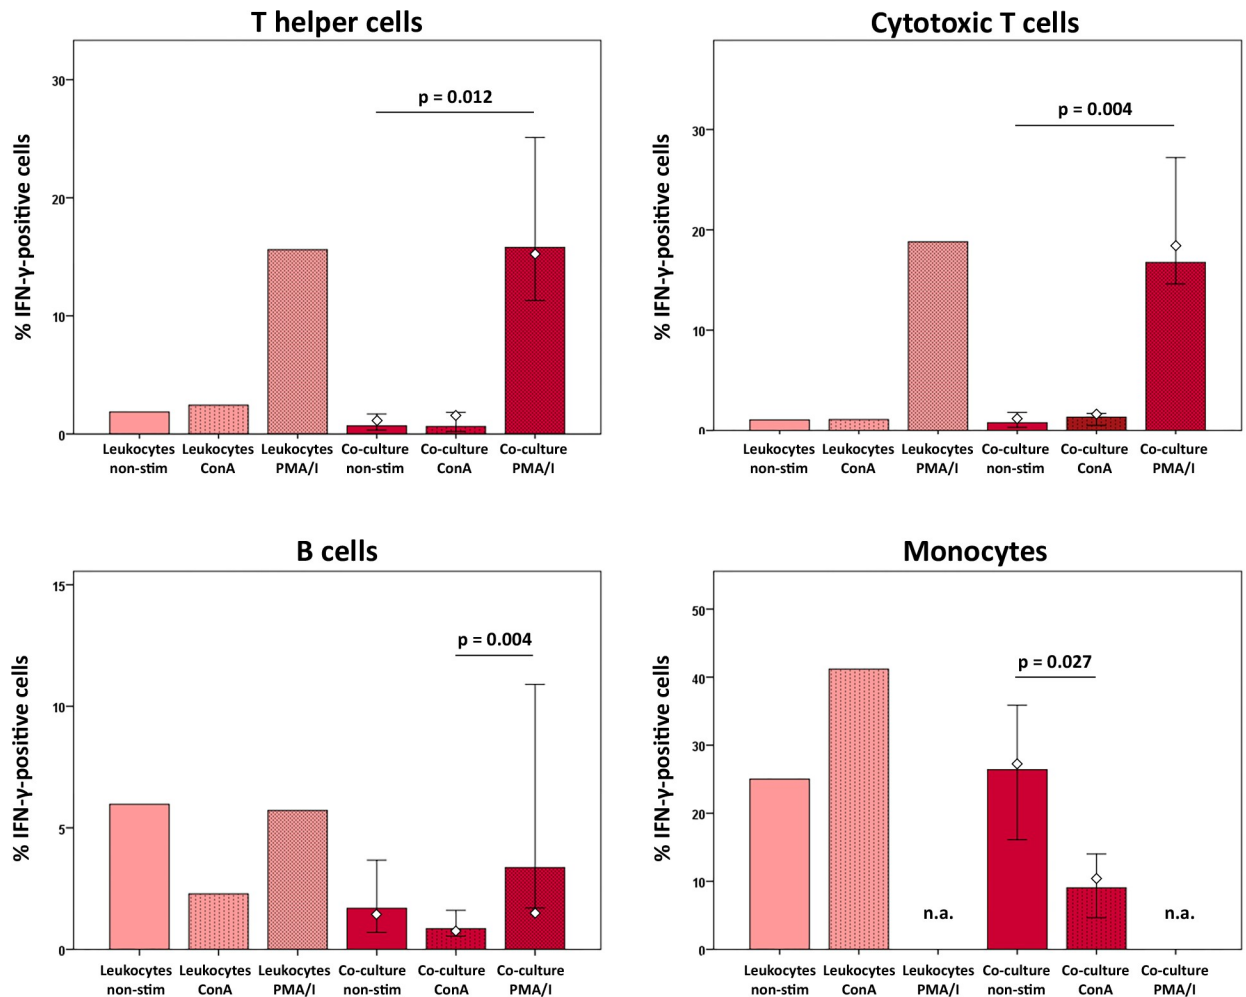 T helper cells
% IFN-γ-positive cells
30
20
10
0
p = 0.012
Leukocytes non-stim
Leukocytes ConA
Leukocytes PMA/I
Co-culture non-stim
Co-culture ConA
Co-culture PMA/I
Cytotoxic T cells
% IFN-γ-positive cells
30
20
10
0
p = 0.004
Leukocytes non-stim
Leukocytes ConA
Leukocytes PMA/I
Co-culture non-stim
Co-culture ConA
Co-culture PMA/I
B cells
% IFN-γ-positive cells
15
10
5
0
p = 0.004
Leukocytes non-stim
Leukocytes ConA
Leukocytes PMA/I
Co-culture non-stim
Co-culture ConA
Co-culture PMA/I
Monocytes
% IFN-γ-positive cells
50
40
30
20
10
0
p = 0.027
n.a.
n.a.
Leukocytes non-stim
Leukocytes ConA
Leukocytes PMA/I
Co-culture non-stim
Co-culture ConA
Co-culture PMA/I